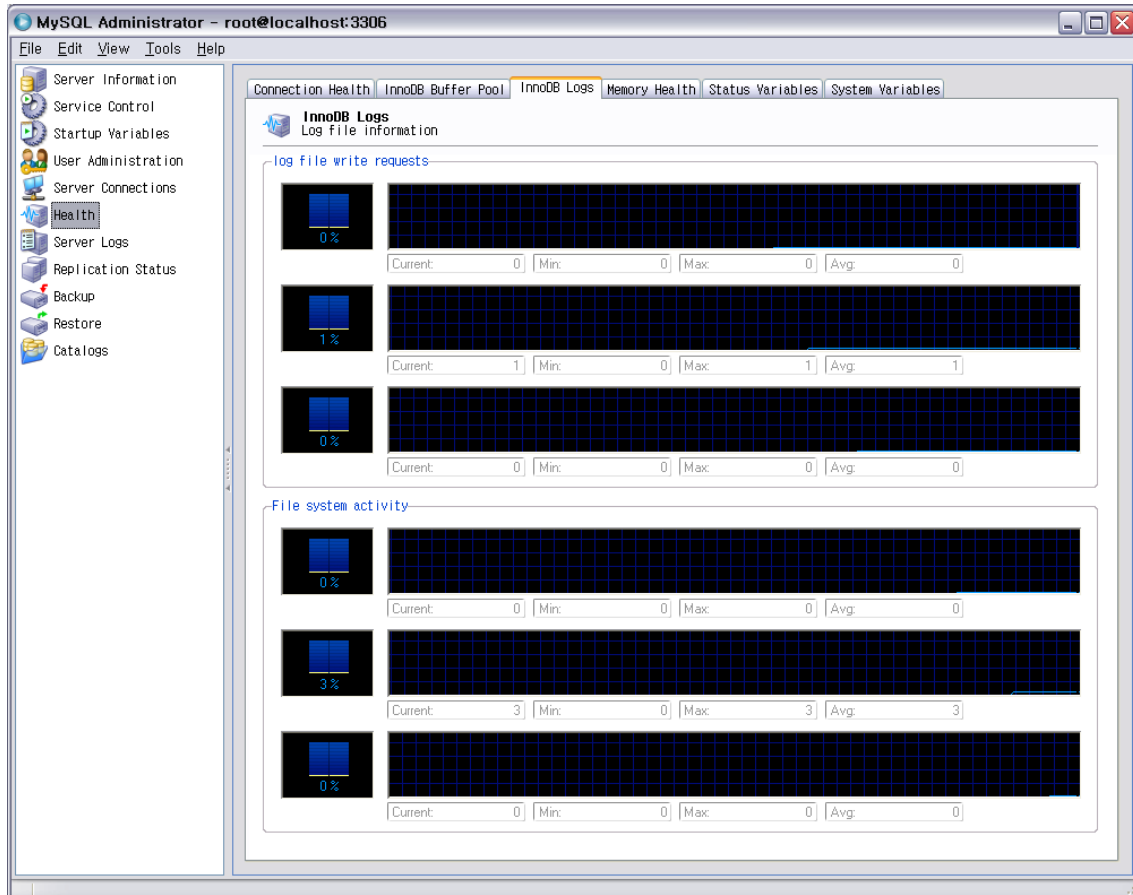 MySQL Administrator - root@localhost:3306
File Edit View Tools Help
Server Information
Service Control
Startup Variables
User Administration
Server Connections
Health
Server Logs
Replication Status
Backup
Restore
Catalogs
Connection Health InnoDB Buffer Pool InnoDB Logs Memory Health Status Variables System Variables
InnoDB Logs
Log file information
log file write requests
0%
Current: 0 Min: 0 Max: 0 Avg: 0
1%
Current: 1 Min: 0 Max: 1 Avg: 1
0%
Current: 0 Min: 0 Max: 0 Avg: 0
File system activity
0%
Current: 0 Min: 0 Max: 0 Avg: 0
3%
Current: 3 Min: 0 Max: 3 Avg: 3
0%
Current: 0 Min: 0 Max: 0 Avg: 0